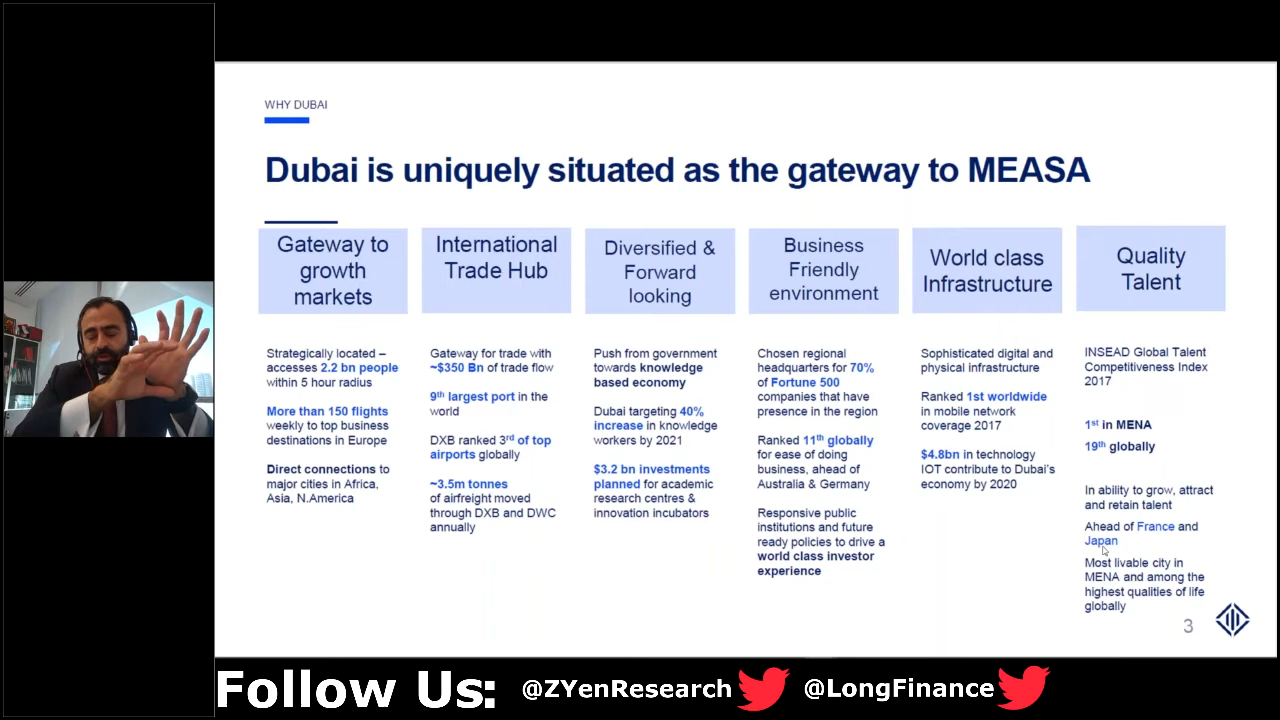 WHY DUBAI
Dubai is uniquely situated as the gateway to MEASA
Gateway to
growth
markets
Strategically located –
accesses 2.2 bn people
within 5 hour radius
More than 150 flights
weekly to top business
destinations in Europe
Direct connections to
major cities in Africa,
Asia, N.America
International
Trade Hub
Gateway for trade with
~$350 Bn of trade flow
9th largest port in the
world
DXB ranked 3rd of top
airports globally
~3.5m tonnes
of airfreight moved
through DXB and DWC
annually
Diversified &
Forward
looking
Push from government
towards knowledge
based economy
Dubai targeting 40%
increase in knowledge
workers by 2021
$3.2 bn investments
planned for academic
research centres &
innovation incubators
Business
Friendly
environment
Chosen regional
headquarters for 70%
of Fortune 500
companies that have
presence in the region
Ranked 11th globally
for ease of doing
business, ahead of
Australia & Germany
Responsive public
institutions and future
ready policies to drive a
world class investor
experience
World class
Infrastructure
Sophisticated digital and
physical infrastructure
Ranked 1st worldwide
in mobile network
coverage 2017
$4.8bn in technology
IOT contribute to Dubai's
economy by 2020
Quality
Talent
INSEAD Global Talent
Competitiveness Index
2017
1st in MENA
19th globally
In ability to grow, attract
and retain talent
Ahead of France and
Japan
Most livable city in
MENA and among the
highest qualities of life
globally
3
Follow Us: @ZYenResearch @LongFinance